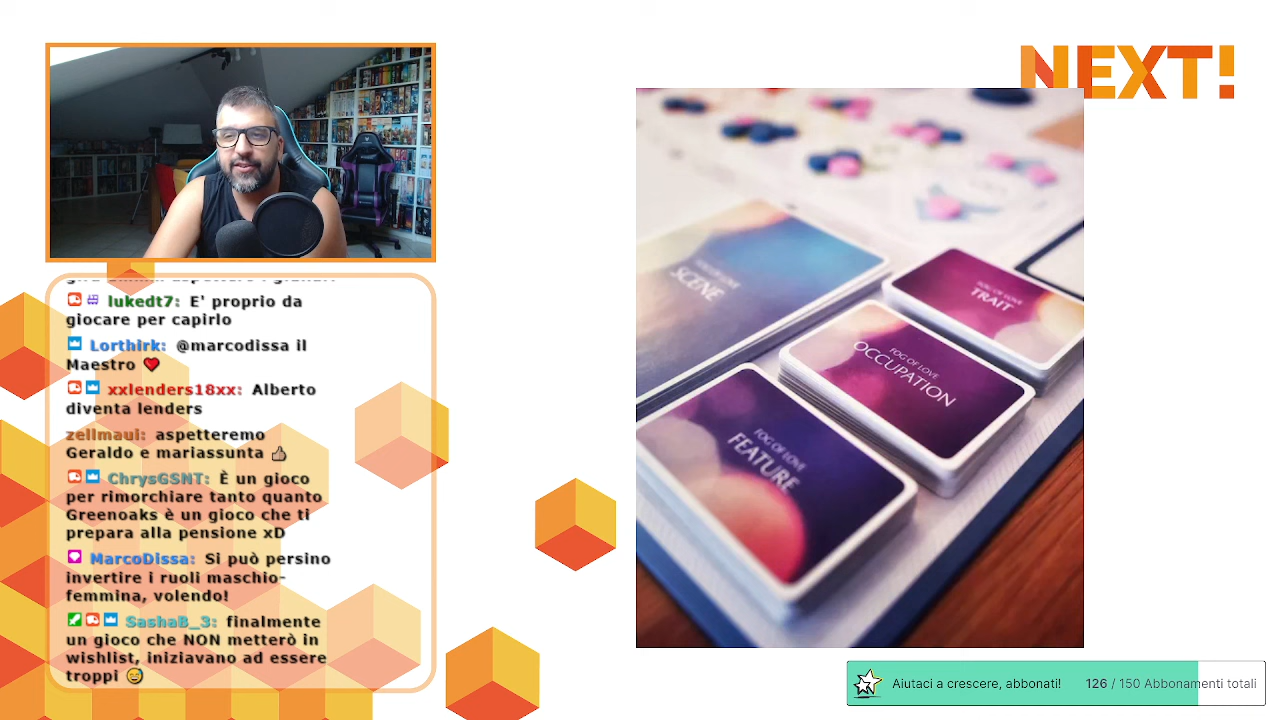 NEXT!
lukedt7: E' proprio da
giocare per capirlo
Lorthirk: @marcodissa il
Maestro ❤️
xxlenders18xx: Alberto
diventa lenders
zellmaui: aspetteremo
Geraldo e mariassunta 👍
ChrysGSNT: È un gioco
per rimorchiare tanto quanto
Greenoaks è un gioco che ti
prepara alla pensione xD
MarcoDissa: Si può persino
invertire i ruoli maschio-
femmina, volendo!
SashaB_3: finalmente
un gioco che NON metterò in
wishlist, iniziavano ad essere
troppi 😅
FOG OF LOVE
SCENE
FOG OF LOVE
TRAIT
FOG OF LOVE
OCCUPATION
FOG OF LOVE
FEATURE
Aiutaci a crescere, abbonati! 126 / 150 Abbonamenti totali